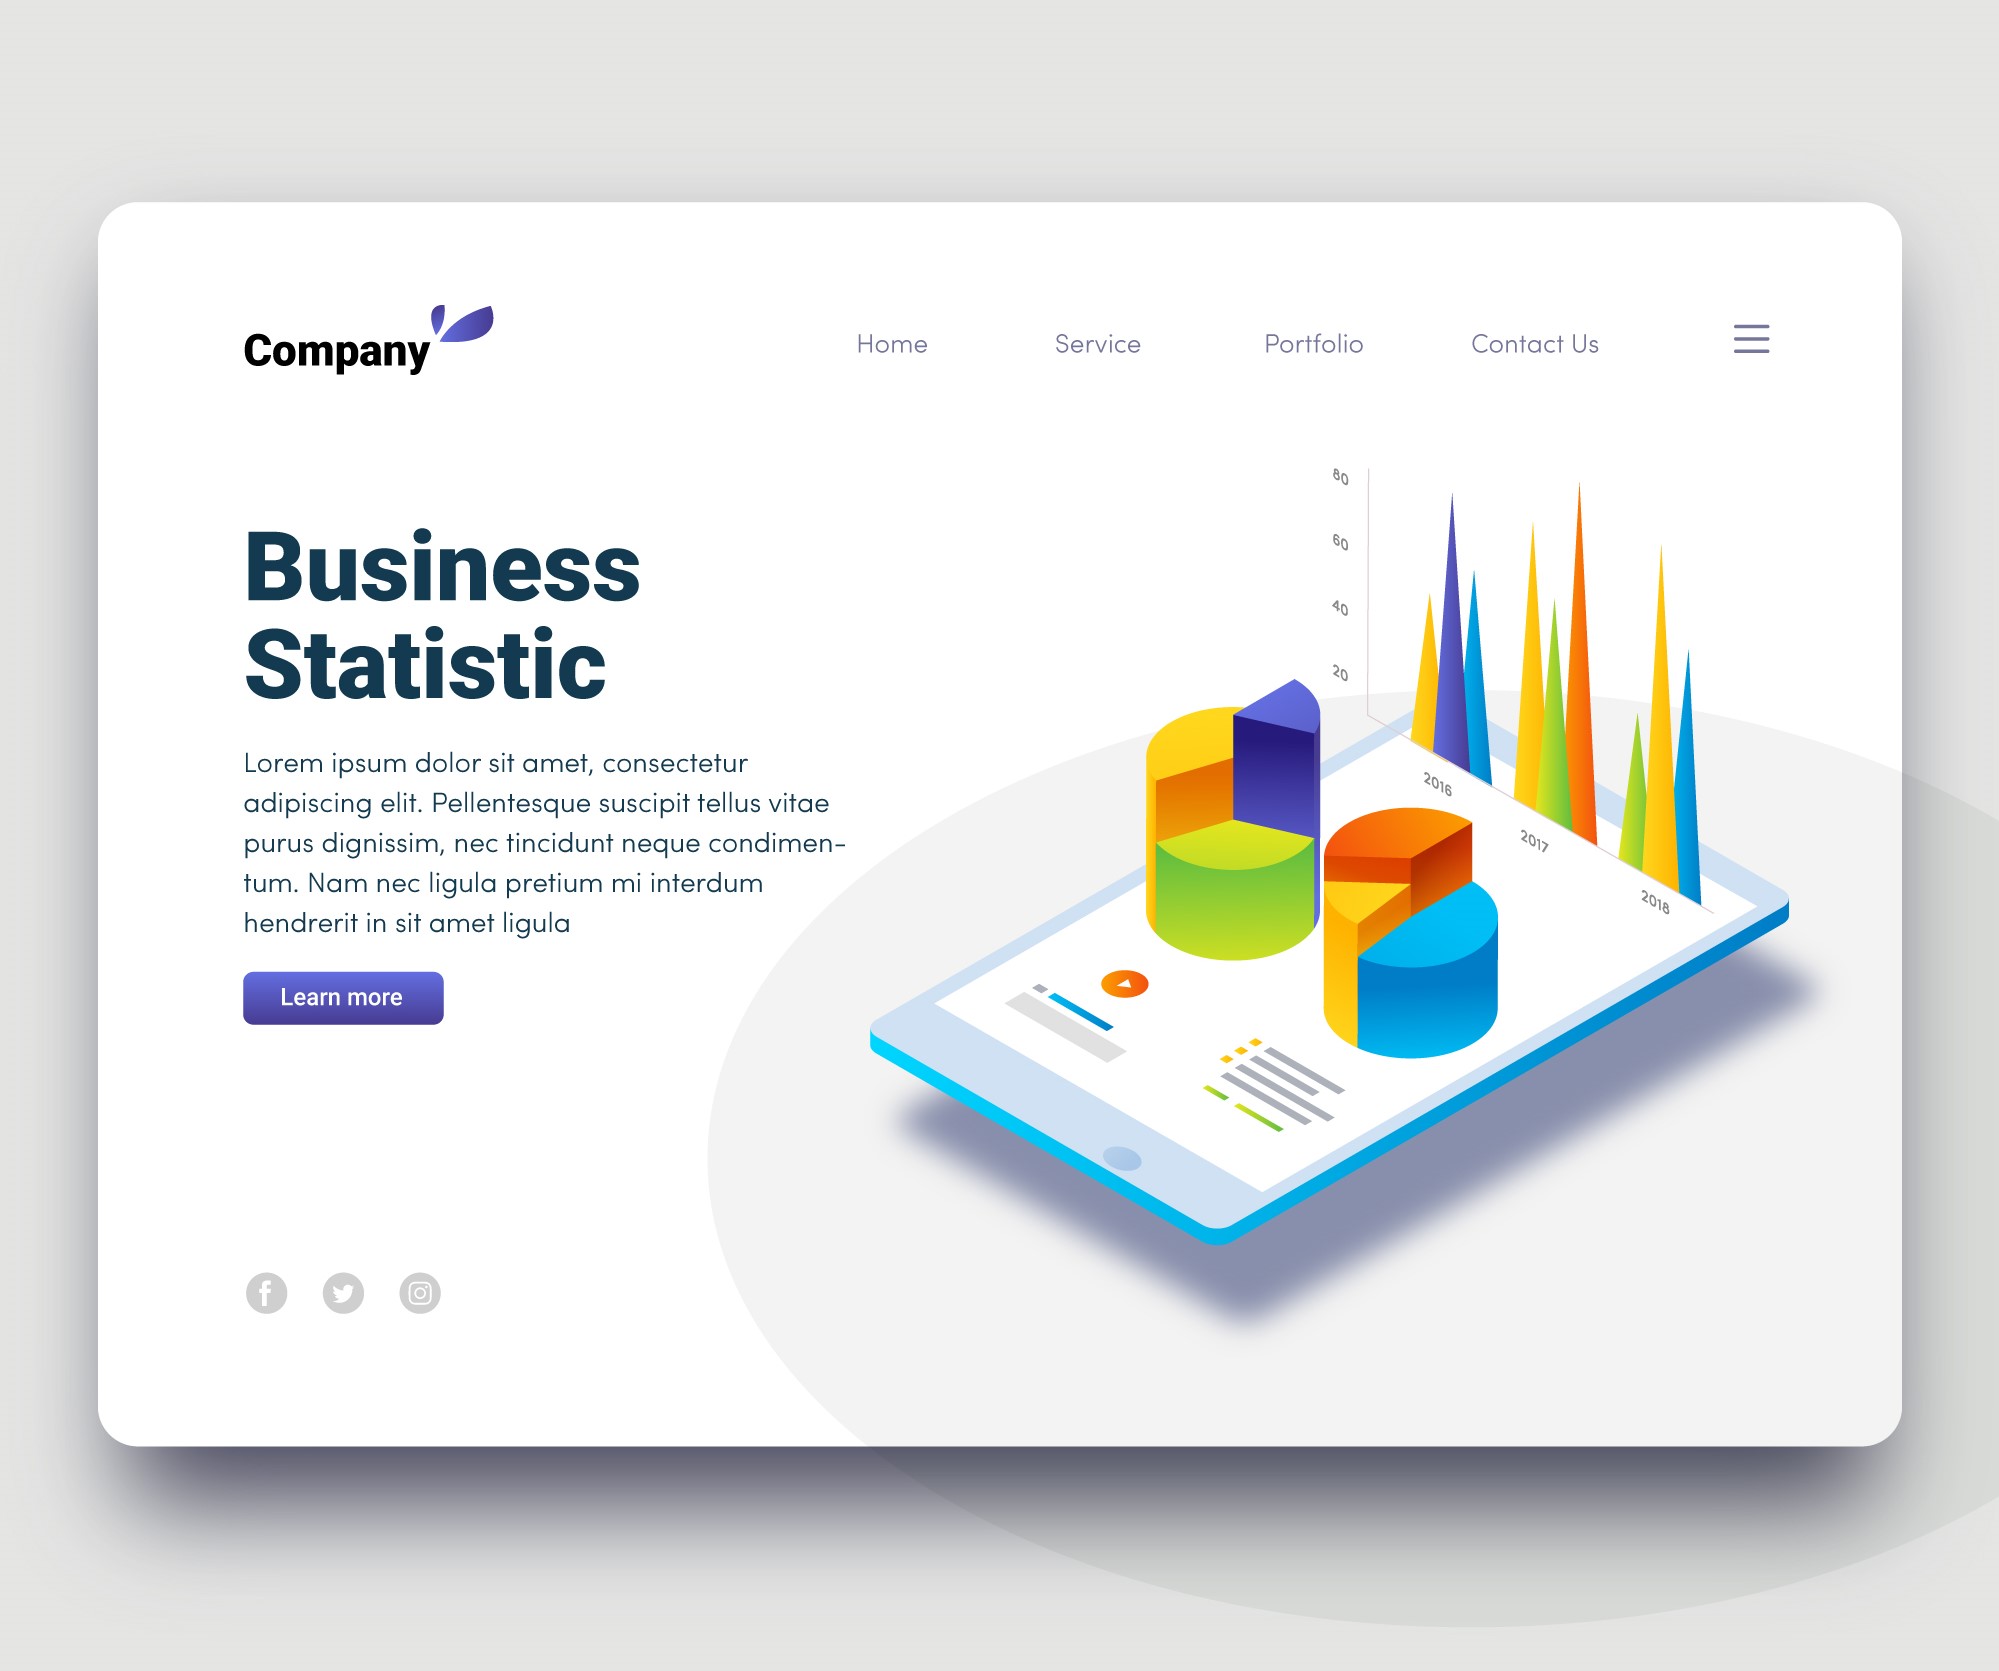 Company
Home Service Portfolio Contact Us
Business
Statistic
Lorem ipsum dolor sit amet, consectetur
adipiscing elit. Pellentesque suscipit tellus vitae
purus dignissim, nec tincidunt neque condimen-
tum. Nam nec ligula pretium mi interdum
hendrerit in sit amet ligula
Learn more
80
60
40
20
2016
2017
2018